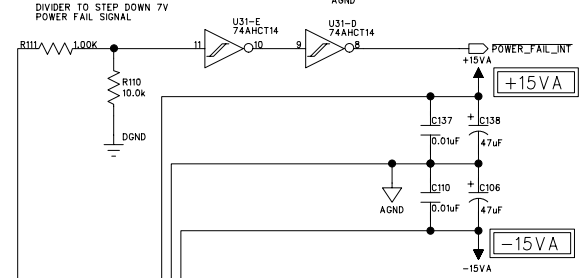 AGND
DIVIDER TO STEP DOWN 7V
POWER FAIL SIGNAL
U31-E
74AHCT14
U31-D
74AHCT14
R111 1.00K 11 10 9 8 POWER_FAIL_INT
+15VA
+15VA
R110
10.0k
C137
+ C138
0.01uF
47uF
DGND
C110
+ C106
AGND
0.01uF
47uF
-15VA
-15VA